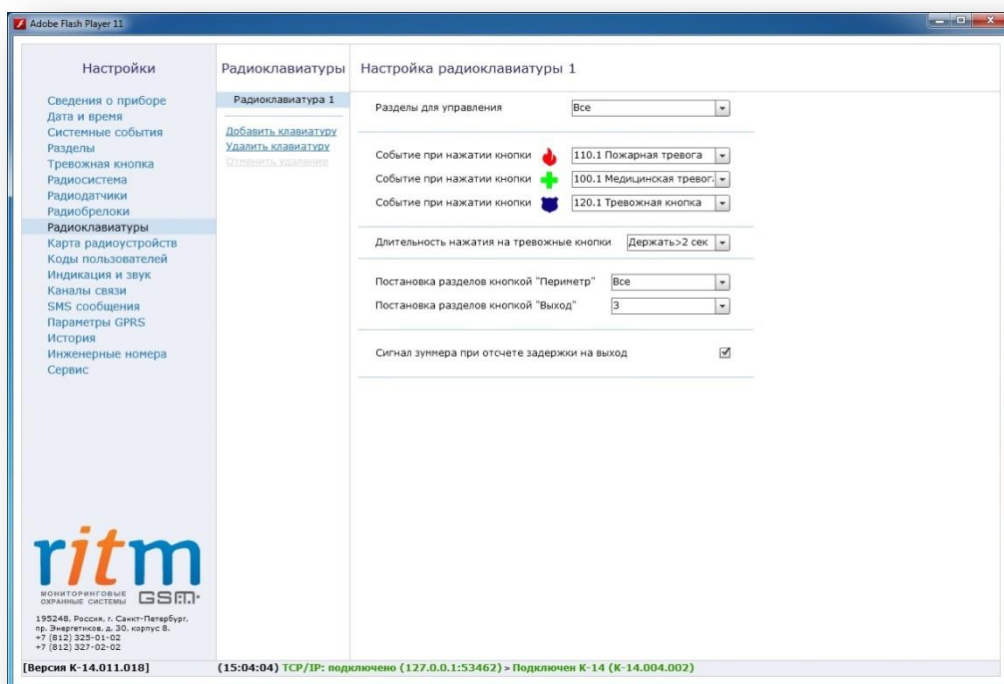 Adobe Flash Player 11
Настройки
Сведения о приборе
Дата и время
Системные события
Разделы
Тревожная кнопка
Радиосистема
Радиодатчики
Радиобрелоки
Радиоклавиатуры
Карта радиоустройств
Коды пользователей
Индикация и звук
Каналы связи
SMS сообщения
Параметры GPRS
История
Инженерные номера
Сервис
ritm
МОНИТОРИНГОВЫЕ
ОХРАННЫЕ СИСТЕМЫ
GSM
195248, Россия, г. Санкт-Петербург,
пр. Энергетиков, д. 30, корпус 8.
+7 (812) 325-01-02
+7 (812) 327-02-02
Радиоклавиатуры
Радиоклавиатура 1
Добавить клавиатуру
Удалить клавиатуру
Отменить удаление
Настройка радиоклавиатуры 1
Разделы для управления Все
Событие при нажатии кнопки 110.1 Пожарная тревога
Событие при нажатии кнопки 100.1 Медицинская тревог
Событие при нажатии кнопки 120.1 Тревожная кнопка
Длительность нажатия на тревожные кнопки Держать>2 сек
Постановка разделов кнопкой "Периметр" Все
Постановка разделов кнопкой "Выход" 3
Сигнал зуммера при отсчете задержки на выход
[Версия К-14.011.018] (15:04:04) TCP/IP: подключено (127.0.0.1:53462) > Подключен К-14 (К-14.004.002)